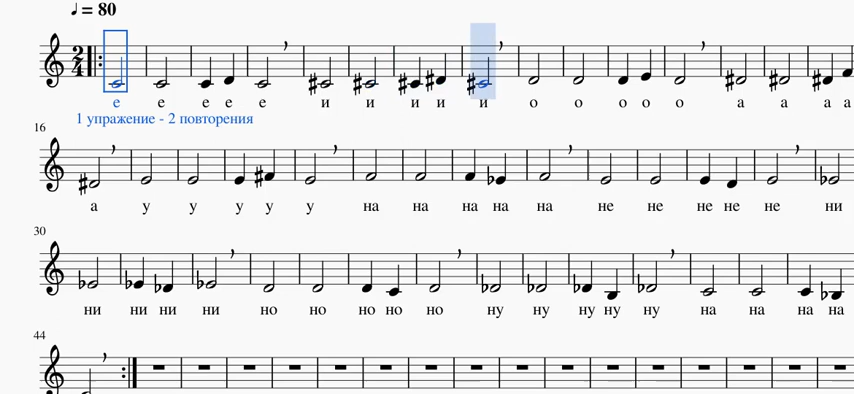 ♩ = 80
2
4
е е е е е и и и и и о о о о о а а а а
1 упражение - 2 повторения
16
а у у у у у на на на на на не не не не не ни
30
ни ни ни ни но но но но но ну ну ну ну ну на на на на
44